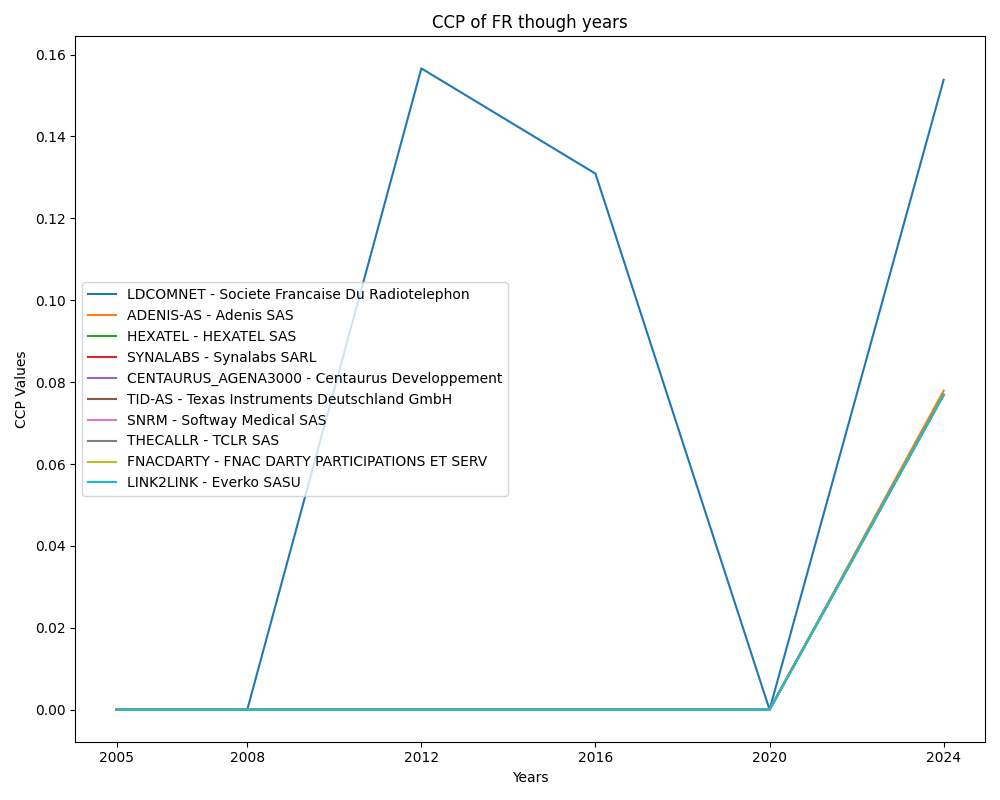 CCP of FR though years
CCP Values
0.16
0.14
0.12
0.10
0.08
0.06
0.04
0.02
0.00
LDCOMNET - Societe Francaise Du Radiotelephon
ADENIS-AS - Adenis SAS
HEXATEL - HEXATEL SAS
SYNALABS - Synalabs SARL
CENTAURUS_AGENA3000 - Centaurus Developpement
TID-AS - Texas Instruments Deutschland GmbH
SNRM - Softway Medical SAS
THECALLR - TCLR SAS
FNACDARTY - FNAC DARTY PARTICIPATIONS ET SERV
LINK2LINK - Everko SASU
2005 2008 2012 2016 2020 2024
Years